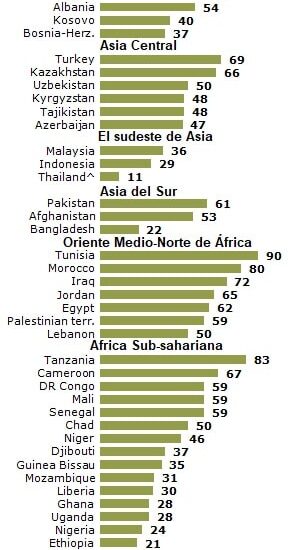 Albania 54
Kosovo 40
Bosnia-Herz. 37
Asia Central
Turkey 69
Kazakhstan 66
Uzbekistan 50
Kyrgyzstan 48
Tajikistan 48
Azerbaijan 47
El sudeste de Asia
Malaysia 36
Indonesia 29
Thailand^ 11
Asia del Sur
Pakistan 61
Afghanistan 53
Bangladesh 22
Oriente Medio-Norte de África
Tunisia 90
Morocco 80
Iraq 72
Jordan 65
Egypt 62
Palestinian terr. 59
Lebanon 50
Africa Sub-sahariana
Tanzania 83
Cameroon 67
DR Congo 59
Mali 59
Senegal 59
Chad 50
Niger 46
Djibouti 37
Guinea Bissau 35
Mozambique 31
Liberia 30
Ghana 28
Uganda 28
Nigeria 24
Ethiopia 21